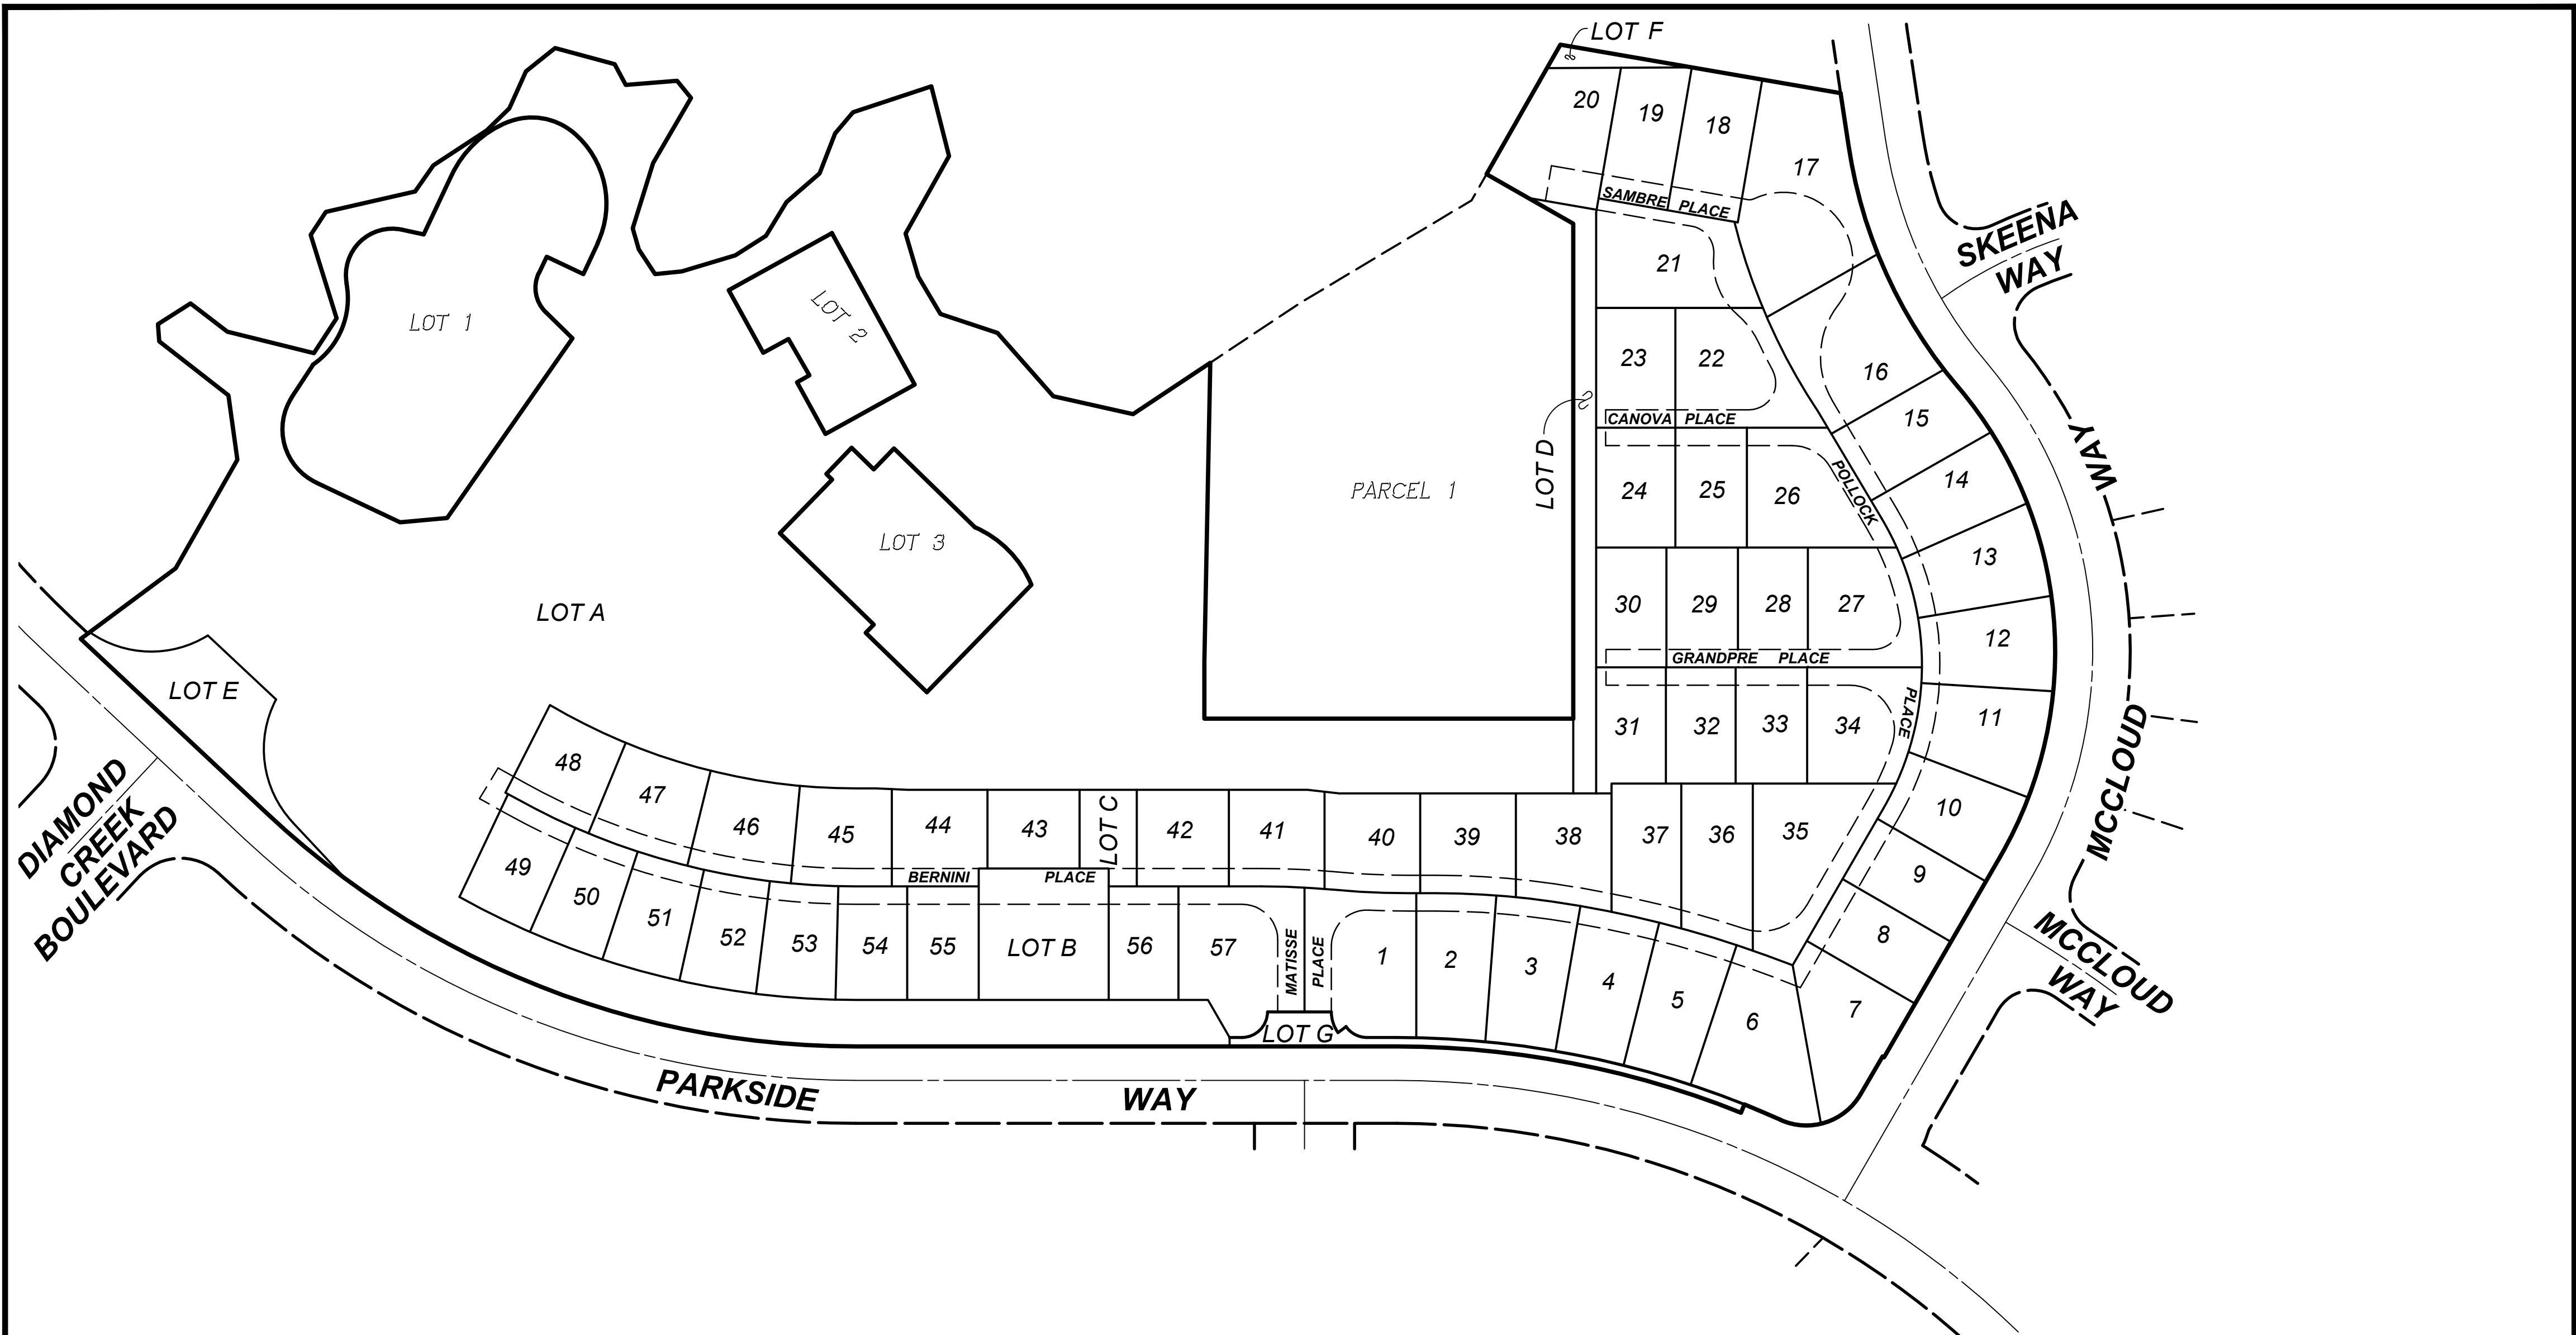 LOT F
20
19
18
17
SAMBRE PLACE
SKEENA
WAY
21
LOT 1
LOT 2
23
22
16
CANOVA PLACE
15
WAY
LOT D
PARCEL 1
24
25
26
POLLOCK
14
LOT 3
13
LOT A
30
29
28
27
12
GRANDPRE PLACE
LOT E
31
32
33
34
PLACE
11
MCCLOUD
DIAMOND
CREEK
BOULEVARD
48
47
46
45
44
43
LOT C
42
41
40
39
38
37
36
35
10
9
8
MCCLOUD
WAY
BERNINI PLACE
49
50
51
52
53
54
55
LOT B
56
57
MATISSE
PLACE
1
2
3
4
5
6
7
LOT G
PARKSIDE WAY